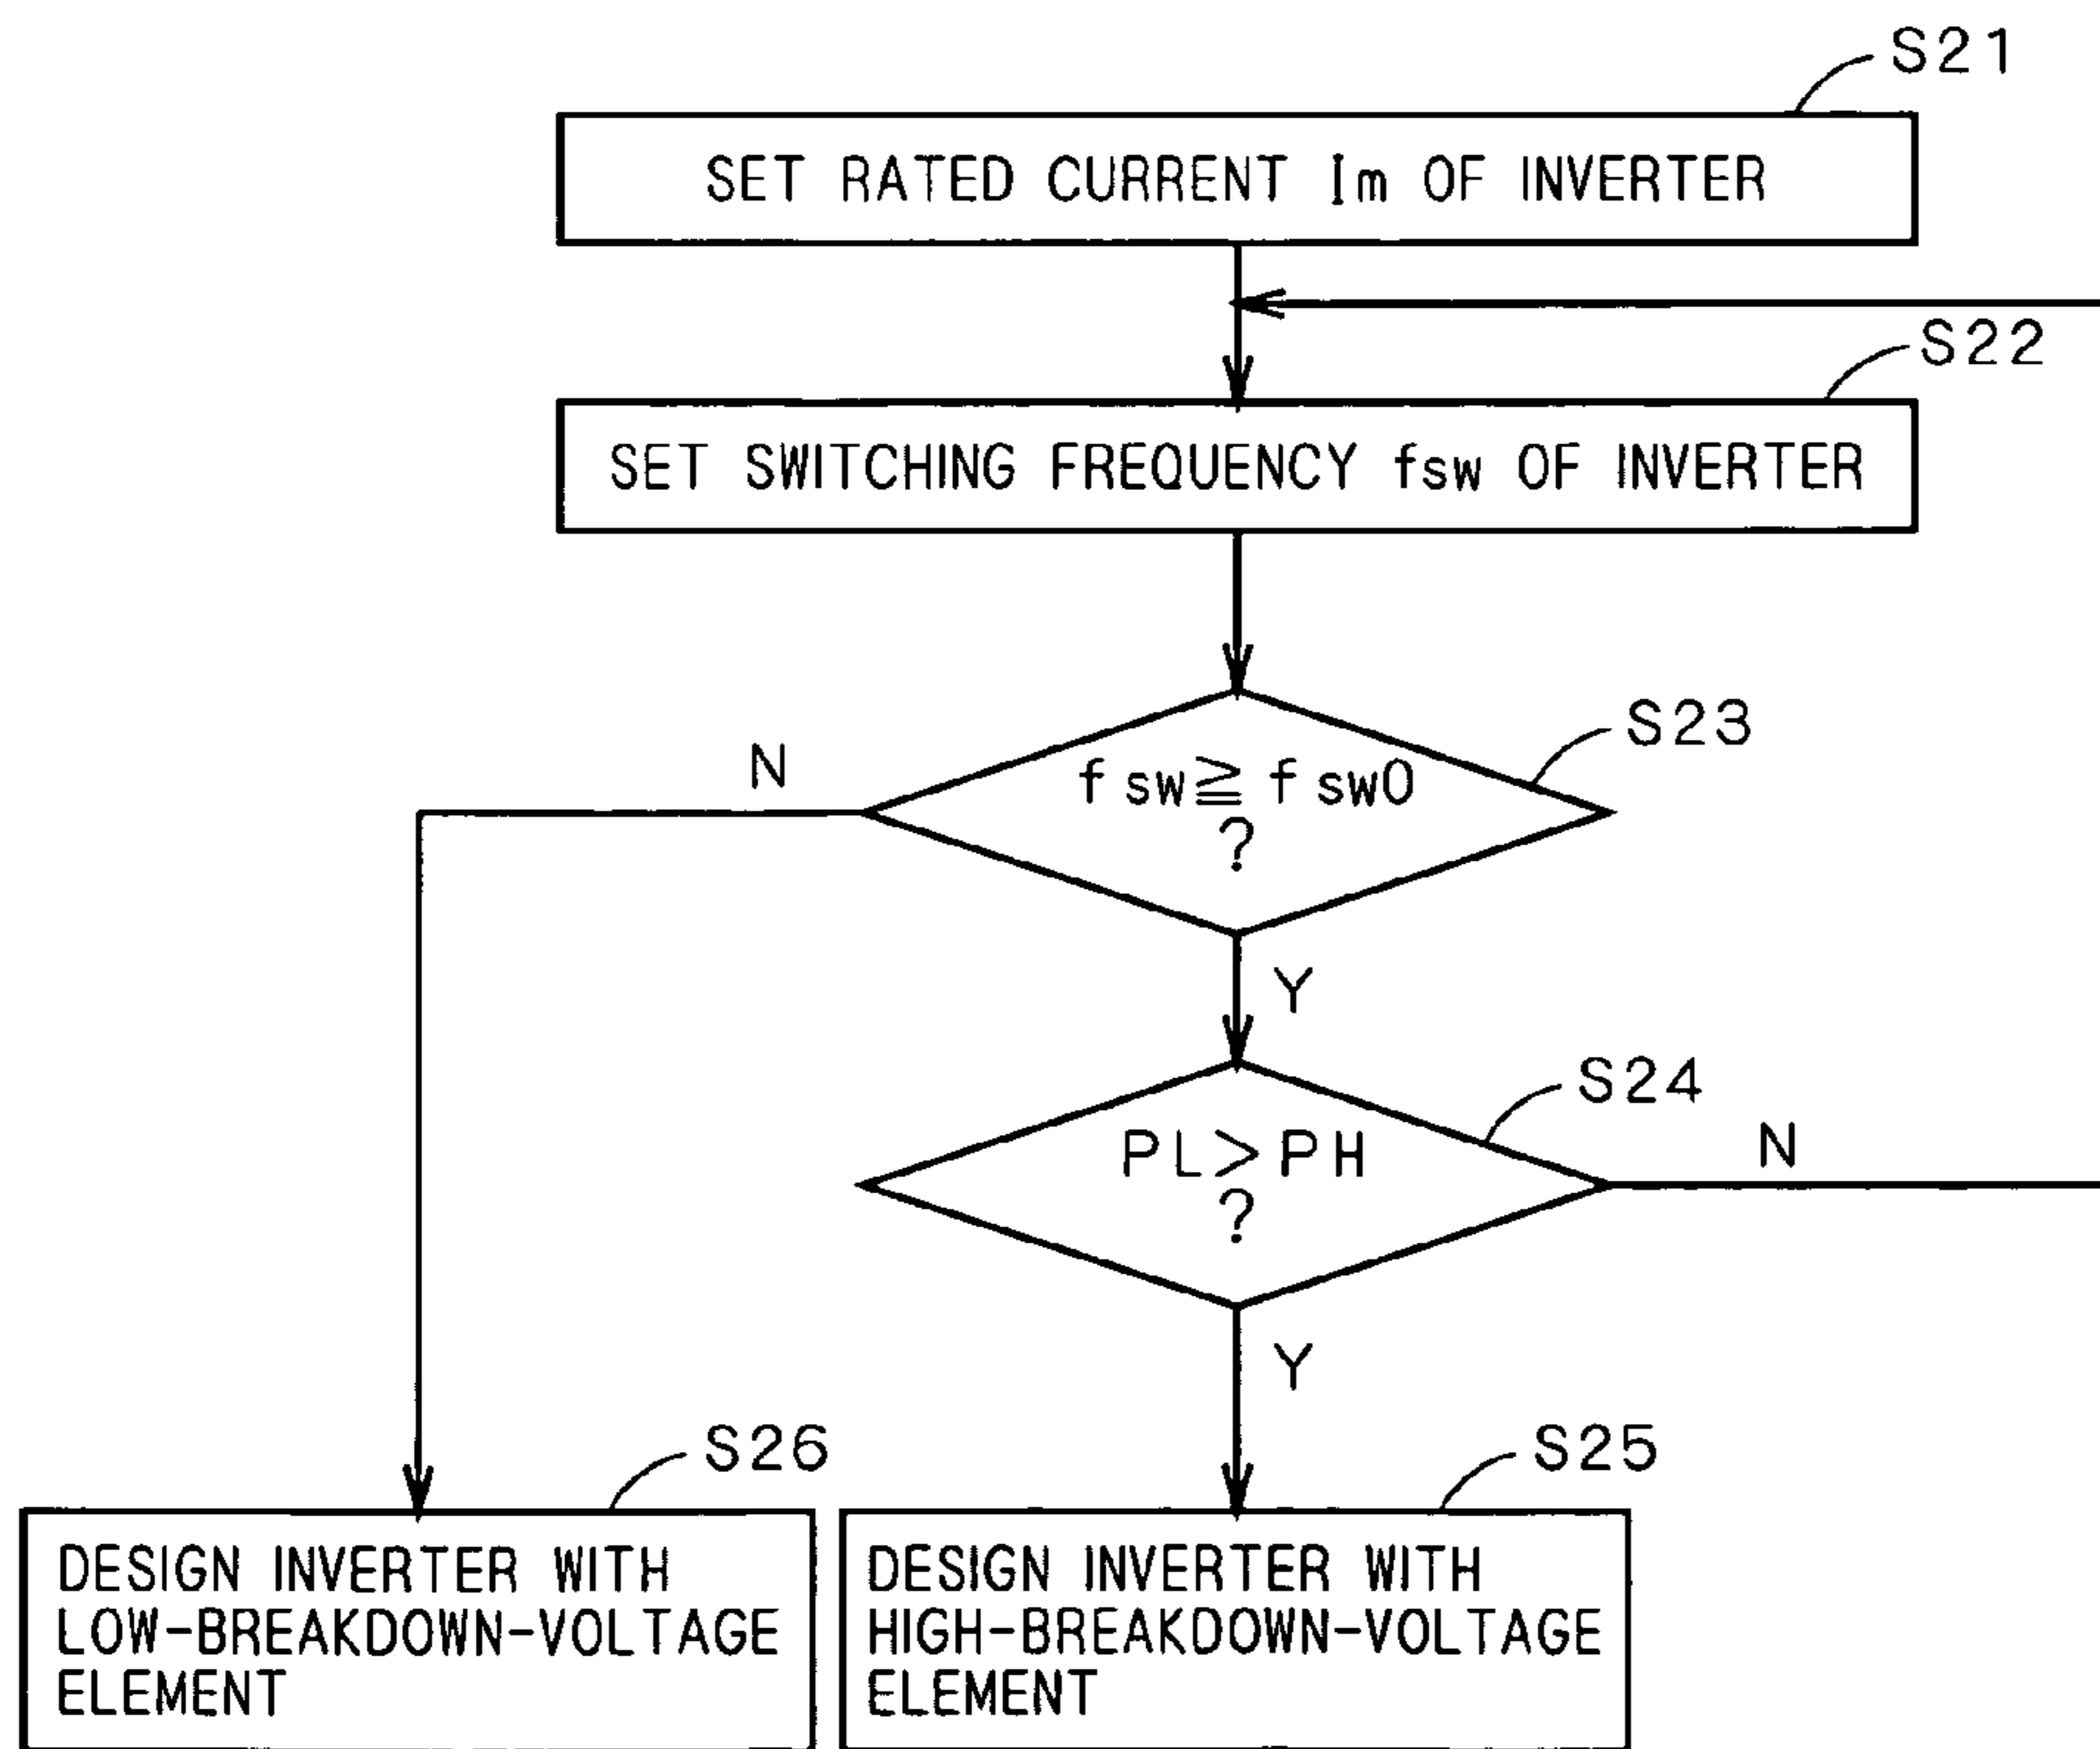 S21
SET RATED CURRENT Im OF INVERTER
S22
SET SWITCHING FREQUENCY fsw OF INVERTER
S23
N
fsw≧fsw0
?
Y
S24
PL>PH
?
N
Y
S26
S25
DESIGN INVERTER WITH
LOW-BREAKDOWN-VOLTAGE
ELEMENT
DESIGN INVERTER WITH
HIGH-BREAKDOWN-VOLTAGE
ELEMENT